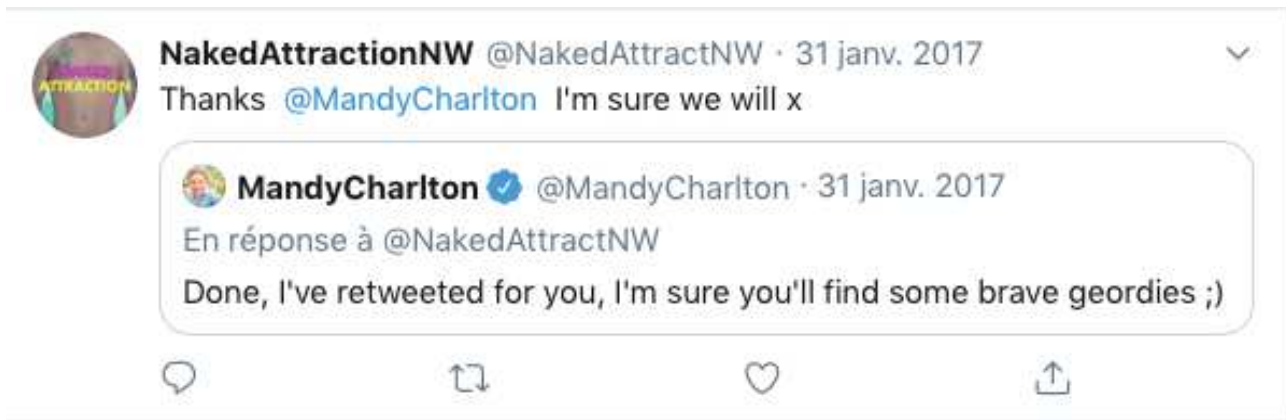 NakedAttractionNW @NakedAttractNW · 31 janv. 2017
Thanks @MandyCharlton I'm sure we will x
MandyCharlton @MandyCharlton · 31 janv. 2017
En réponse à @NakedAttractNW
Done, I've retweeted for you, I'm sure you'll find some brave geordies ;)